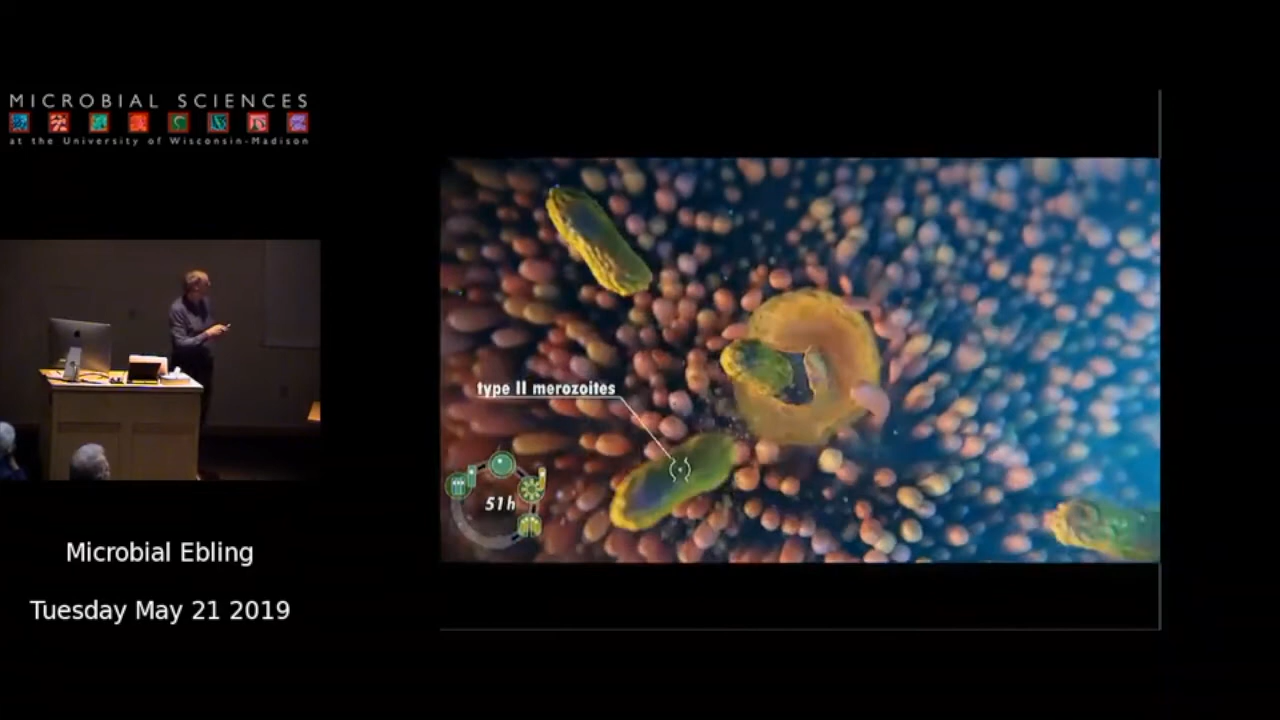 MICROBIAL SCIENCES
at the University of Wisconsin-Madison
type II merozoites
51h
Microbial Ebling
Tuesday May 21 2019